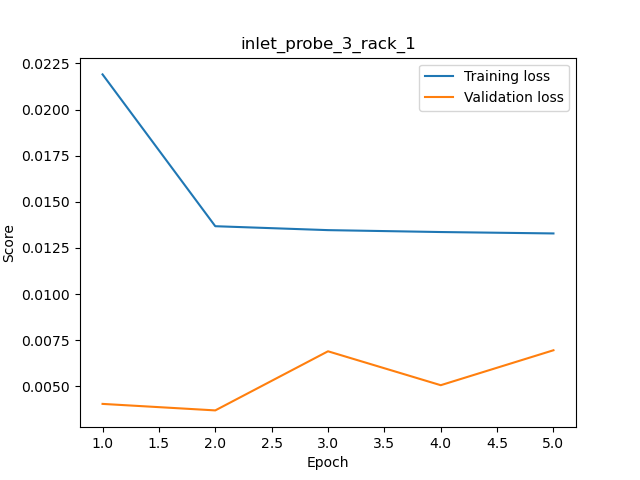 inlet_probe_3_rack_1
0.0225
0.0200
0.0175
0.0150
0.0125
0.0100
0.0075
0.0050
Score
Training loss
Validation loss
1.0 1.5 2.0 2.5 3.0 3.5 4.0 4.5 5.0
Epoch